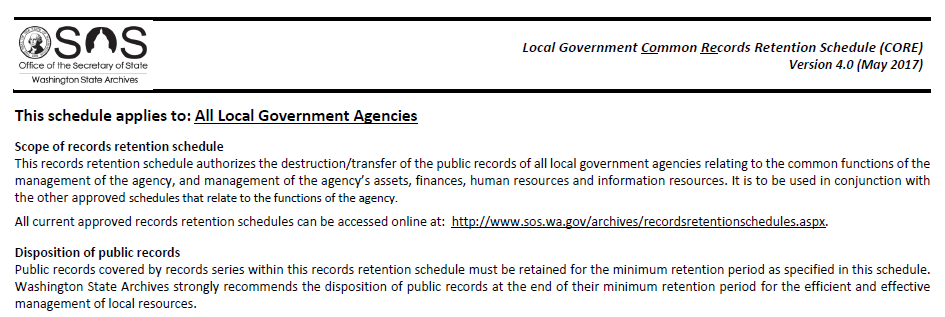 SOS
Office of the Secretary of State
Washington State Archives
Local Government Common Records Retention Schedule (CORE)
Version 4.0 (May 2017)
This schedule applies to: All Local Government Agencies
Scope of records retention schedule
This records retention schedule authorizes the destruction/transfer of the public records of all local government agencies relating to the common functions of the
management of the agency, and management of the agency's assets, finances, human resources and information resources. It is to be used in conjunction with
the other approved schedules that relate to the functions of the agency.
All current approved records retention schedules can be accessed online at: http://www.sos.wa.gov/archives/recordsretentionschedules.aspx.
Disposition of public records
Public records covered by records series within this records retention schedule must be retained for the minimum retention period as specified in this schedule.
Washington State Archives strongly recommends the disposition of public records at the end of their minimum retention period for the efficient and effective
management of local resources.